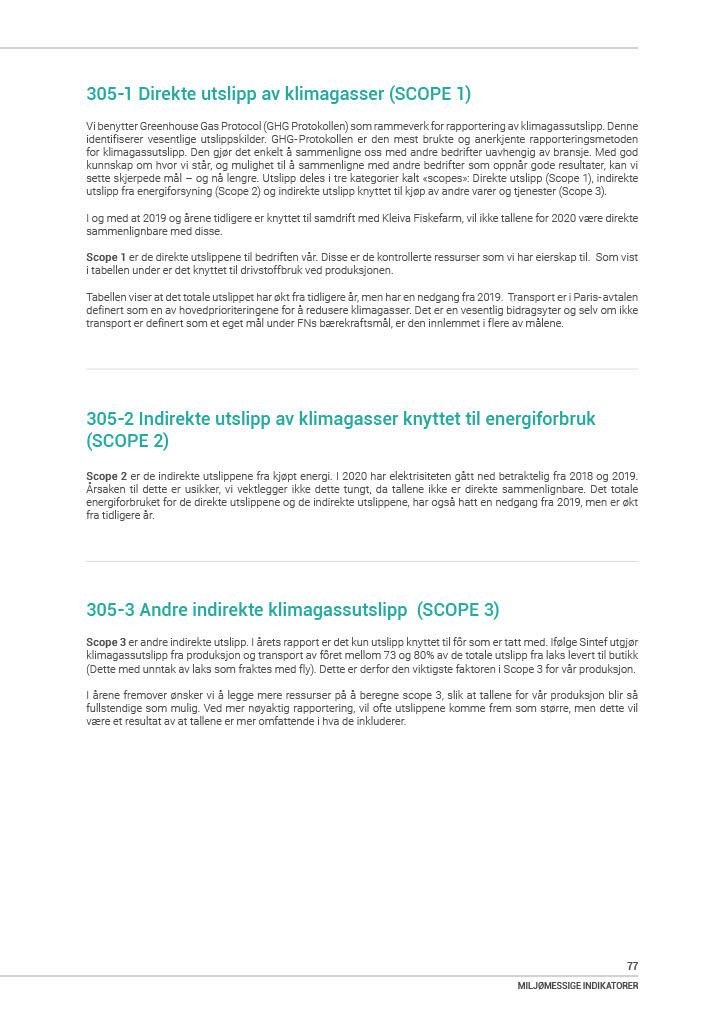 305-1 Direkte utslipp av klimagasser (SCOPE 1)
Vi benytter Greenhouse Gas Protocol (GHG Protokollen) som rammeverk for rapportering av klimagassutslipp. Denne
identifiserer vesentlige utslippskilder. GHG-Protokollen er den mest brukte og anerkjente rapporteringsmetoden
for klimagassutslipp. Den gjør det enkelt å sammenligne oss med andre bedrifter uavhengig av bransje. Med god
kunnskap om hvor vi står, og mulighet til å sammenligne med andre bedrifter som oppnår gode resultater, kan vi
sette skjerpede mål – og nå lengre. Utslipp deles i tre kategorier kalt «scopes»: Direkte utslipp (Scope 1), indirekte
utslipp fra energiforsyning (Scope 2) og indirekte utslipp knyttet til kjøp av andre varer og tjenester (Scope 3).
I og med at 2019 og årene tidligere er knyttet til samdrift med Kleiva Fiskefarm, vil ikke tallene for 2020 være direkte
sammenlignbare med disse.
Scope 1 er de direkte utslippene til bedriften vår. Disse er de kontrollerte ressurser som vi har eierskap til. Som vist
i tabellen under er det knyttet til drivstoffbruk ved produksjonen.
Tabellen viser at det totale utslippet har økt fra tidligere år, men har en nedgang fra 2019. Transport er i Paris-avtalen
definert som en av hovedprioriteringene for å redusere klimagasser. Det er en vesentlig bidragsyter og selv om ikke
transport er definert som et eget mål under FNs bærekraftsmål, er den innlemmet i flere av målene.
305-2 Indirekte utslipp av klimagasser knyttet til energiforbruk
(SCOPE 2)
Scope 2 er de indirekte utslippene fra kjøpt energi. I 2020 har elektrisiteten gått ned betraktelig fra 2018 og 2019.
Årsaken til dette er usikker, vi vektlegger ikke dette tungt, da tallene ikke er direkte sammenlignbare. Det totale
energiforbruket for de direkte utslippene og de indirekte utslippene, har også hatt en nedgang fra 2019, men er økt
fra tidligere år.
305-3 Andre indirekte klimagassutslipp (SCOPE 3)
Scope 3 er andre indirekte utslipp. I årets rapport er det kun utslipp knyttet til fôr som er tatt med. Ifølge Sintef utgjør
klimagassutslipp fra produksjon og transport av fôret mellom 73 og 80% av de totale utslipp fra laks levert til butikk
(Dette med unntak av laks som fraktes med fly). Dette er derfor den viktigste faktoren i Scope 3 for vår produksjon.
I årene fremover ønsker vi å legge mere ressurser på å beregne scope 3, slik at tallene for vår produksjon blir så
fullstendige som mulig. Ved mer nøyaktig rapportering, vil ofte utslippene komme frem som større, men dette vil
være et resultat av at tallene er mer omfattende i hva de inkluderer.
77
MILJØMESSIGE INDIKATORER